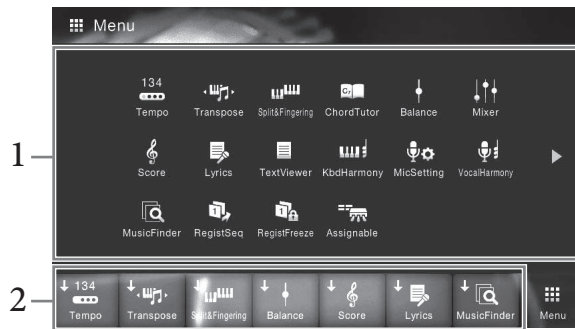 Menu
134
Tempo Transpose Split&Fingering ChordTutor Balance Mixer
1
Score Lyrics TextViewer KbdHarmony MicSetting VocalHarmony
MusicFinder RegistSeq RegistFreeze Assignable
2
134
Tempo Transpose Split&Fingering Balance Score Lyrics MusicFinder Menu